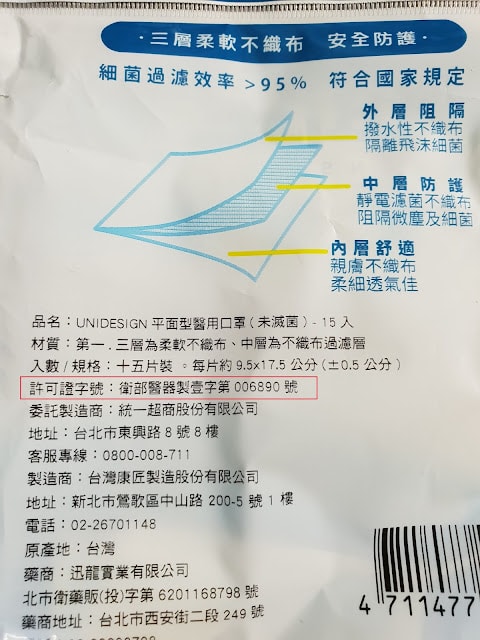 ·三層柔軟不織布 安全防護·
細菌過濾效率>95% 符合國家規定
外層阻隔
撥水性不織布
隔離飛沫細菌
中層防護
靜電濾菌不織布
阻隔微塵及細菌
內層舒適
親膚不織布
柔細透氣佳
品名：UNIDESIGN 平面型醫用口罩（未滅菌）- 15入
材質：第一．三層為柔軟不織布、中層為不織布過濾層
入數 / 規格：十五片裝 。每片約 9.5x17.5 公分（±0.5 公分）
許可證字號：衛部醫器製壹字第 006890 號
委託製造商：統一超商股份有限公司
地址：台北市東興路 8 號 8 樓
客服專線：0800-008-711
製造商：台灣康匠製造股份有限公司
地址：新北市鶯歌區中山路 200-5 號 1 樓
電話：02-26701148
原產地：台灣
藥商：迅龍實業有限公司
北市衛藥販(投)字第 6201168798 號
地址：台北市西安街二段 249 號
4 711477